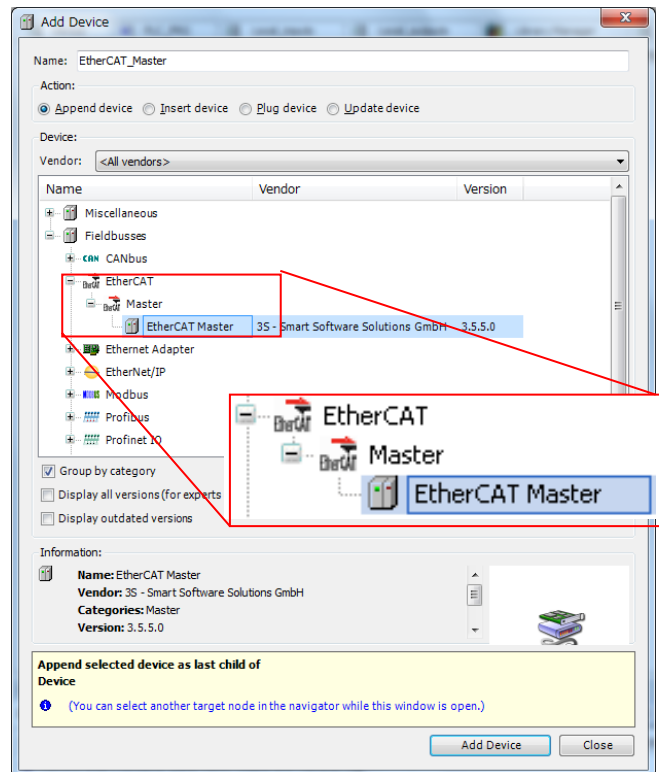 Add Device
Name: EtherCAT_Master
Action:
Append device Insert device Plug device Update device
Device:
Vendor: <All vendors>
Name Vendor Version
Miscellaneous
Fieldbusses
CAN CANbus
EtherCAT
Master
EtherCAT Master 3S - Smart Software Solutions GmbH 3.5.5.0
Ethernet Adapter
EtherNet/IP
Modbus
Profibus
Profinet IO
EtherCAT
Master
EtherCAT Master
Group by category
Display all versions (for experts
Display outdated versions
Information:
Name: EtherCAT Master
Vendor: 3S - Smart Software Solutions GmbH
Categories: Master
Version: 3.5.5.0
Append selected device as last child of
Device
(You can select another target node in the navigator while this window is open.)
Add Device Close